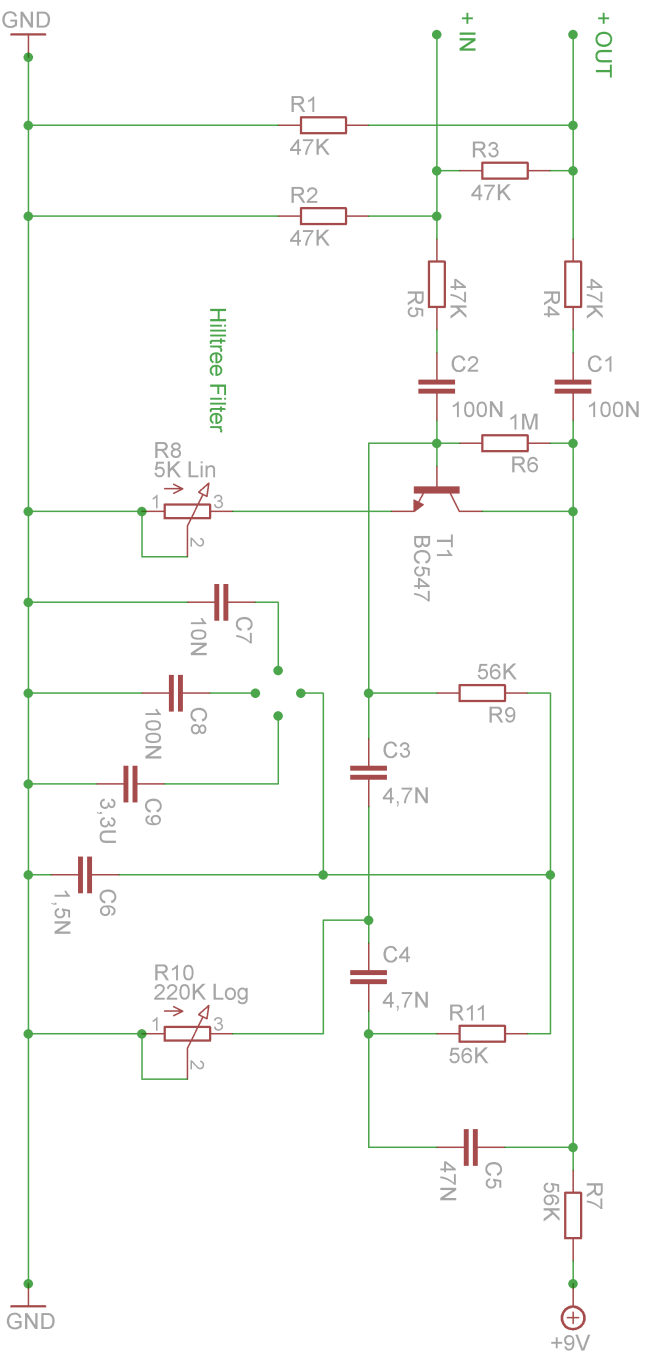 GND
+ IN
+ OUT
R1
47K
R3
47K
R2
47K
R5
47K
R4
47K
Hilltree Filter
C2
100N
C1
100N
1M
R6
R8
5K Lin
1
3
2
T1
BC547
C7
10N
56K
R9
C8
100N
C3
4,7N
C9
3,3U
C6
1,5N
C4
4,7N
R10
220K Log
1
3
2
R11
56K
C5
47N
R7
56K
GND
+9V